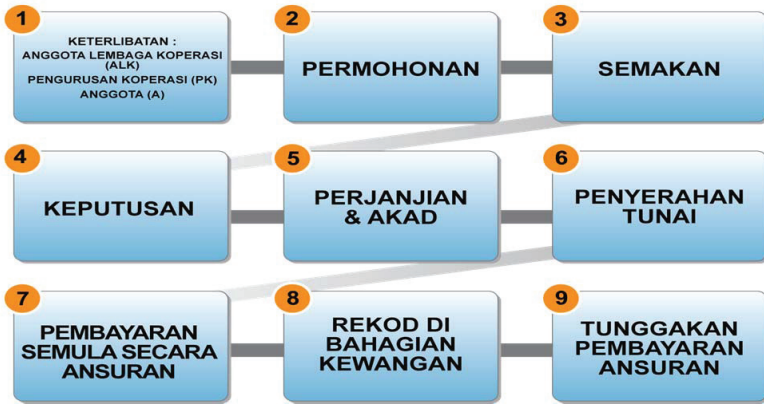 1
KETERLIBATAN :
ANGGOTA LEMBAGA KOPERASI
(ALK)
PENGURUSAN KOPERASI (PK)
ANGGOTA (A)
2
PERMOHONAN
3
SEMAKAN
4
KEPUTUSAN
5
PERJANJIAN
& AKAD
6
PENYERAHAN
TUNAI
7
PEMBAYARAN
SEMULA SECARA
ANSURAN
8
REKOD DI
BAHAGIAN
KEWANGAN
9
TUNGGAKAN
PEMBAYARAN
ANSURAN